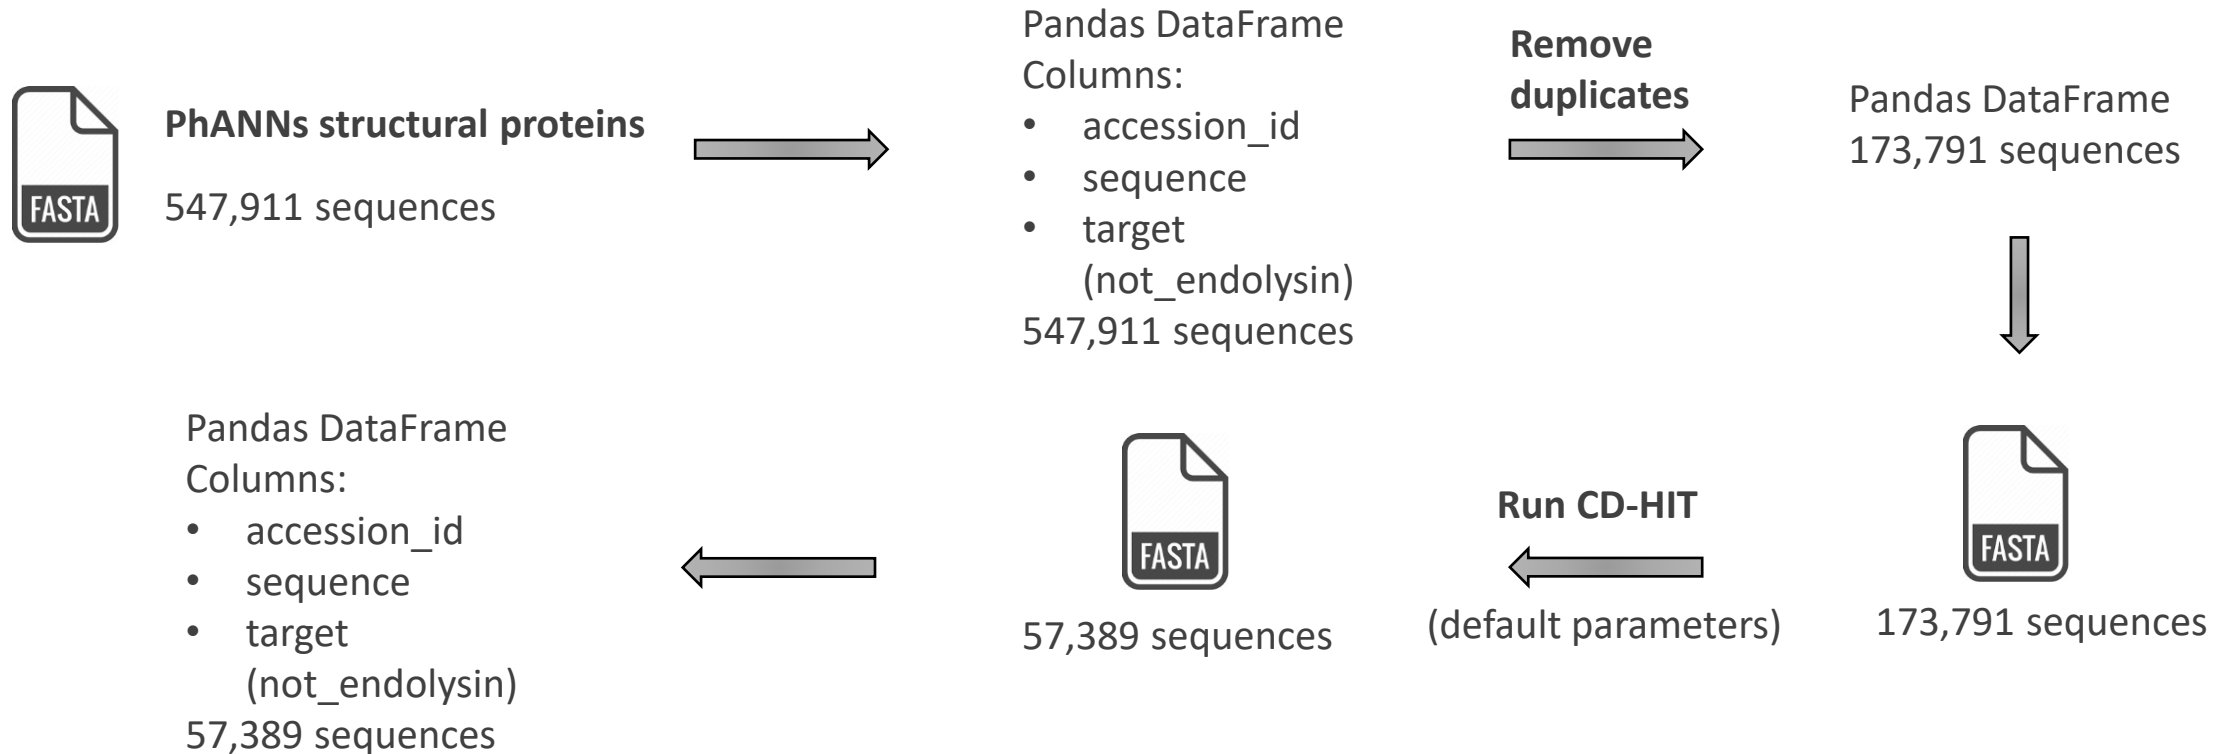 FASTA
PhANNs structural proteins
547,911 sequences
Pandas DataFrame
Columns:
• accession_id
• sequence
• target
(not_endolysin)
547,911 sequences
Remove
duplicates
Pandas DataFrame
173,791 sequences
FASTA
173,791 sequences
Run CD-HIT
(default parameters)
FASTA
57,389 sequences
Pandas DataFrame
Columns:
• accession_id
• sequence
• target
(not_endolysin)
57,389 sequences